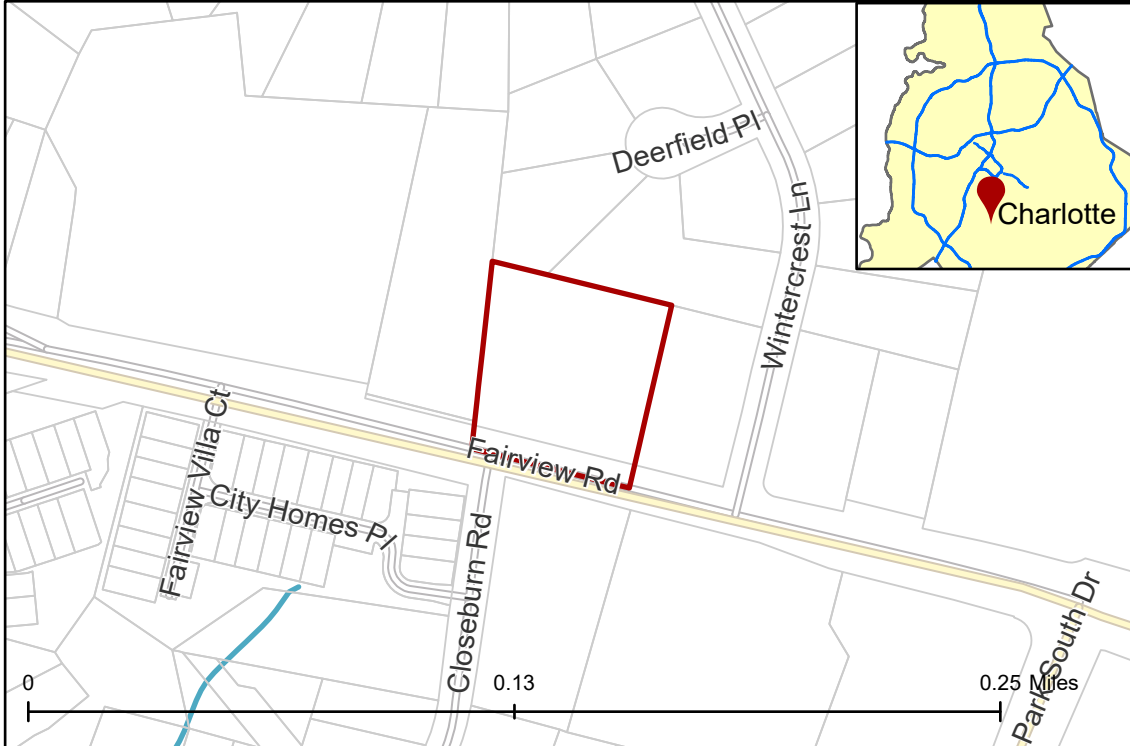 Deerfield Pl
Charlotte
Wintercrest Ln
Fairview Rd
Fairview Villa Ct
City Homes Pl
Closeburn Rd
Park South Dr
0
0.13
0.25 Miles